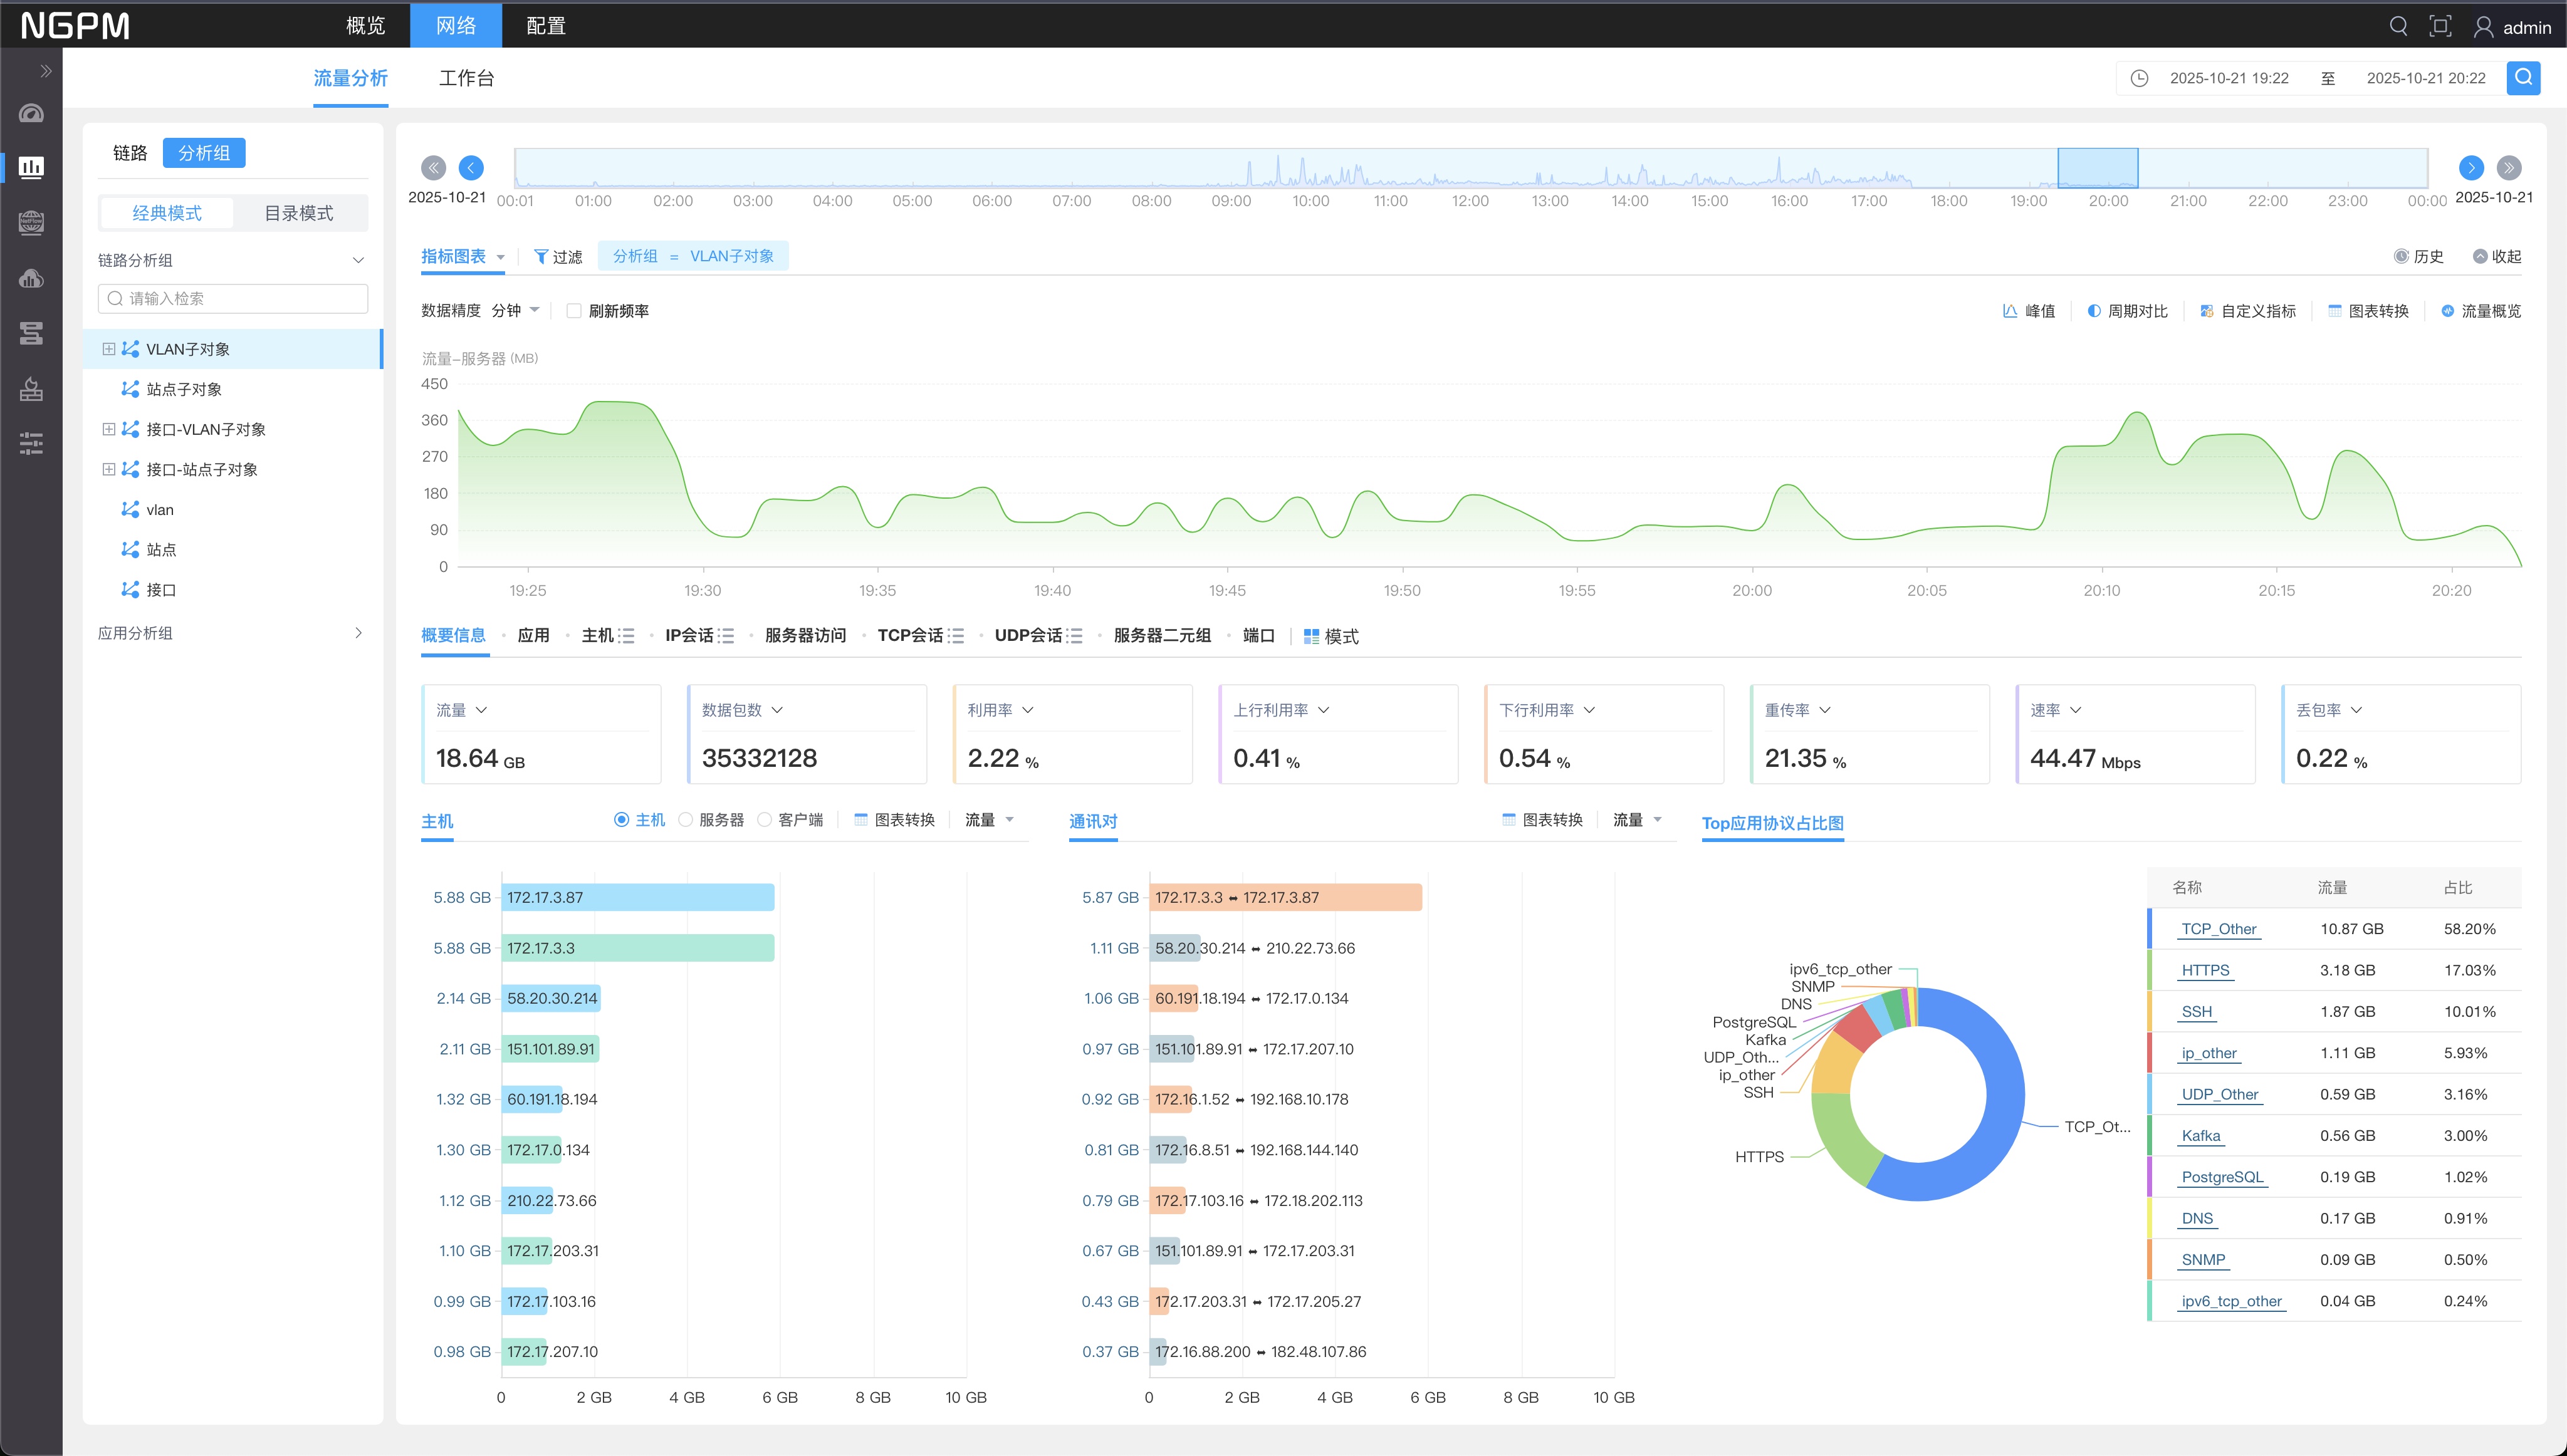 NGPM 概览 网络 配置 admin
流量分析 工作台 2025-10-21 19:22 至 2025-10-21 20:22
链路 分析组
经典模式 目录模式
链路分析组
请输入检索
VLAN子对象
站点子对象
接口-VLAN子对象
接口-站点子对象
vlan
站点
接口
应用分析组
2025-10-21 00:01 01:00 02:00 03:00 04:00 05:00 06:00 07:00 08:00 09:00 10:00 11:00 12:00 13:00 14:00 15:00 16:00 17:00 18:00 19:00 20:00 21:00 22:00 23:00 00:00 2025-10-21
指标图表 过滤 分析组 = VLAN子对象 历史 收起
数据精度 分钟 刷新频率 峰值 周期对比 自定义指标 图表转换 流量概览
流量-服务器 (MB)
450
360
270
180
90
0
19:25 19:30 19:35 19:40 19:45 19:50 19:55 20:00 20:05 20:10 20:15 20:20
概要信息 应用 主机 IP会话 服务器访问 TCP会话 UDP会话 服务器二元组 端口 模式
流量 数据包数 利用率 上行利用率 下行利用率 重传率 速率 丢包率
18.64 GB 35332128 2.22 % 0.41 % 0.54 % 21.35 % 44.47 Mbps 0.22 %
主机 主机 服务器 客户端 图表转换 流量
5.88 GB 172.17.3.87
5.88 GB 172.17.3.3
2.14 GB 58.20.30.214
2.11 GB 151.101.89.91
1.32 GB 60.191.18.194
1.30 GB 172.17.0.134
1.12 GB 210.22.73.66
1.10 GB 172.17.203.31
0.99 GB 172.17.103.16
0.98 GB 172.17.207.10
0 2 GB 4 GB 6 GB 8 GB 10 GB
通讯对 图表转换 流量
5.87 GB 172.17.3.3 ↔ 172.17.3.87
1.11 GB 58.20.30.214 ↔ 210.22.73.66
1.06 GB 60.191.18.194 ↔ 172.17.0.134
0.97 GB 151.101.89.91 ↔ 172.17.207.10
0.92 GB 172.16.1.52 ↔ 192.168.10.178
0.81 GB 172.16.8.51 ↔ 192.168.144.140
0.79 GB 172.17.103.16 ↔ 172.18.202.113
0.67 GB 151.101.89.91 ↔ 172.17.203.31
0.43 GB 172.17.203.31 ↔ 172.17.205.27
0.37 GB 172.16.88.200 ↔ 182.48.107.86
0 2 GB 4 GB 6 GB 8 GB 10 GB
Top应用协议占比图
ipv6_tcp_other
SNMP
DNS
PostgreSQL
Kafka
UDP_Oth...
ip_other
SSH
HTTPS
TCP_Ot...
名称 流量 占比
TCP_Other 10.87 GB 58.20%
HTTPS 3.18 GB 17.03%
SSH 1.87 GB 10.01%
ip_other 1.11 GB 5.93%
UDP_Other 0.59 GB 3.16%
Kafka 0.56 GB 3.00%
PostgreSQL 0.19 GB 1.02%
DNS 0.17 GB 0.91%
SNMP 0.09 GB 0.50%
ipv6_tcp_other 0.04 GB 0.24%